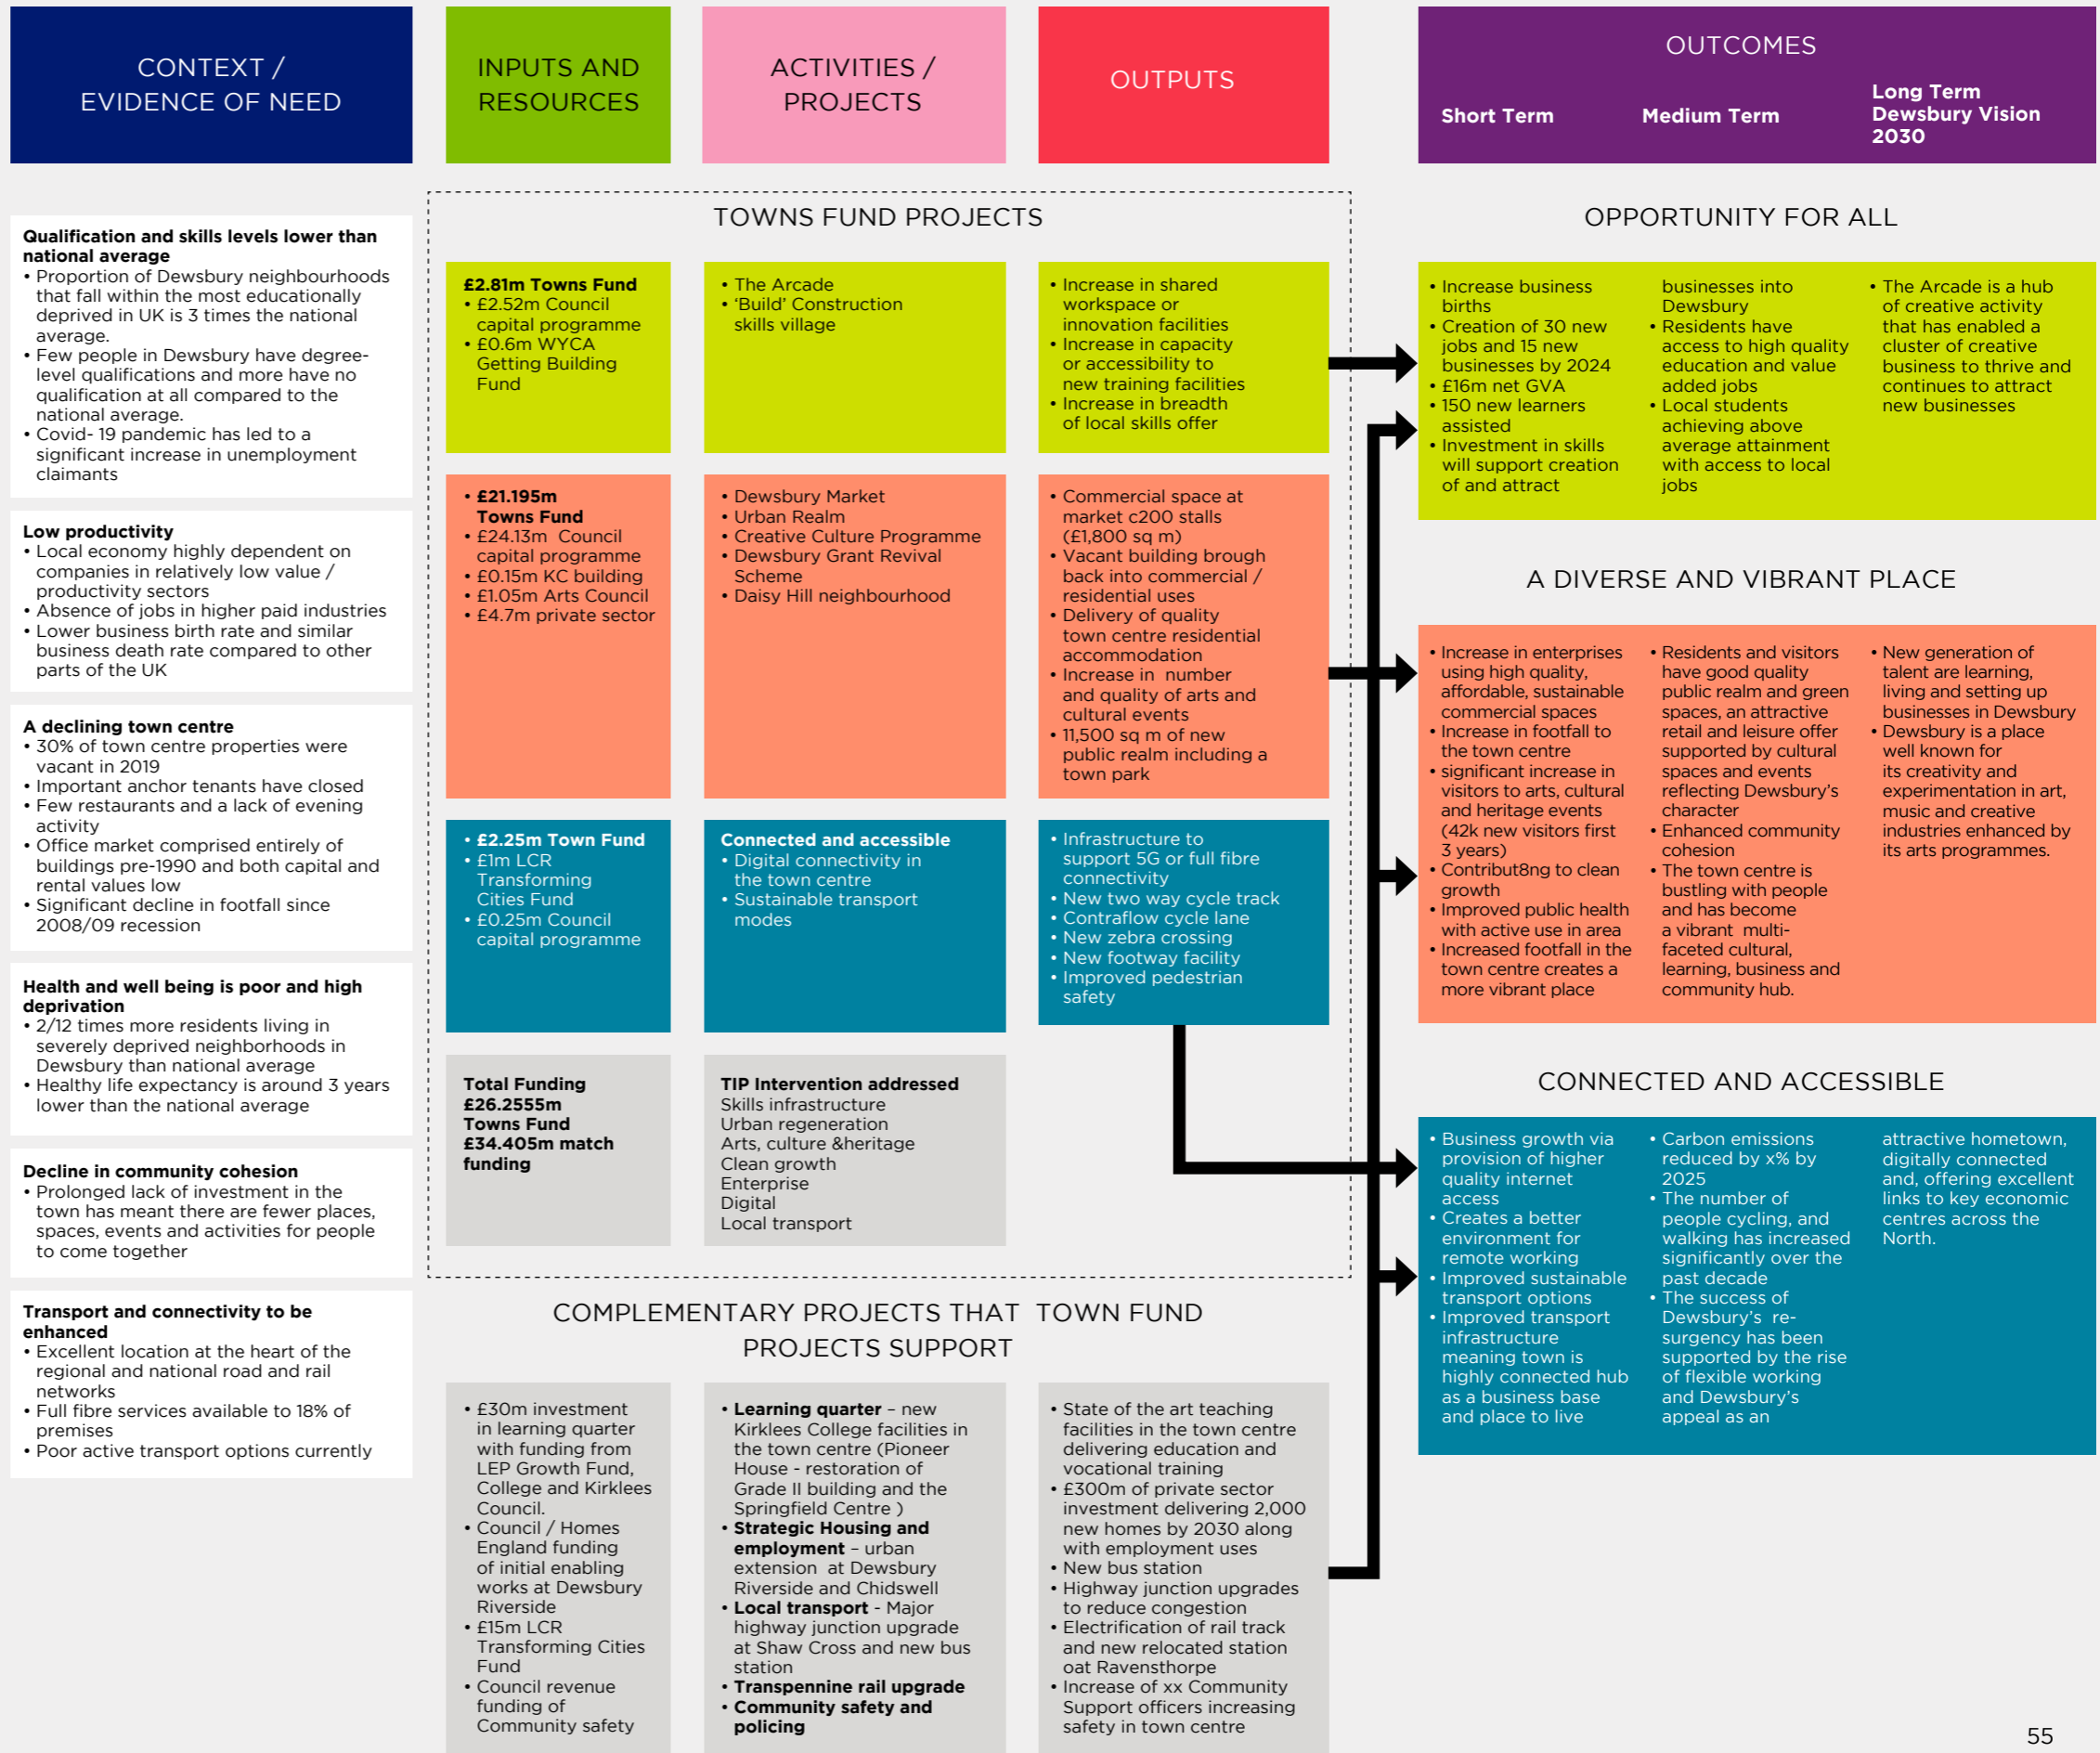 CONTEXT /
EVIDENCE OF NEED
INPUTS AND
RESOURCES
ACTIVITIES /
PROJECTS
OUTPUTS
OUTCOMES
Short Term
Medium Term
Long Term
Dewsbury Vision
2030
Qualification and skills levels lower than
national average
• Proportion of Dewsbury neighbourhoods
that fall within the most educationally
deprived in UK is 3 times the national
average.
• Few people in Dewsbury have degree-
level qualifications and more have no
qualification at all compared to the
national average.
• Covid- 19 pandemic has led to a
significant increase in unemployment
claimants
Low productivity
• Local economy highly dependent on
companies in relatively low value /
productivity sectors
• Absence of jobs in higher paid industries
• Lower business birth rate and similar
business death rate compared to other
parts of the UK
A declining town centre
• 30% of town centre properties were
vacant in 2019
• Important anchor tenants have closed
• Few restaurants and a lack of evening
activity
• Office market comprised entirely of
buildings pre-1990 and both capital and
rental values low
• Significant decline in footfall since
2008/09 recession
Health and well being is poor and high
deprivation
• 2/12 times more residents living in
severely deprived neighborhoods in
Dewsbury than national average
• Healthy life expectancy is around 3 years
lower than the national average
Decline in community cohesion
• Prolonged lack of investment in the
town has meant there are fewer places,
spaces, events and activities for people
to come together
Transport and connectivity to be
enhanced
• Excellent location at the heart of the
regional and national road and rail
networks
• Full fibre services available to 18% of
premises
• Poor active transport options currently
TOWNS FUND PROJECTS
£2.81m Towns Fund
• £2.52m Council
capital programme
• £0.6m WYCA
Getting Building
Fund
• The Arcade
• ‘Build’ Construction
skills village
• Increase in shared
workspace or
innovation facilities
• Increase in capacity
or accessibility to
new training facilities
• Increase in breadth
of local skills offer
• £21.195m
Towns Fund
• £24.13m Council
capital programme
• £0.15m KC building
• £1.05m Arts Council
• £4.7m private sector
• Dewsbury Market
• Urban Realm
• Creative Culture Programme
• Dewsbury Grant Revival
Scheme
• Daisy Hill neighbourhood
• Commercial space at
market c200 stalls
(£1,800 sq m)
• Vacant building brough
back into commercial /
residential uses
• Delivery of quality
town centre residential
accommodation
• Increase in number
and quality of arts and
cultural events
• 11,500 sq m of new
public realm including a
town park
• £2.25m Town Fund
• £1m LCR
Transforming
Cities Fund
• £0.25m Council
capital programme
Connected and accessible
• Digital connectivity in
the town centre
• Sustainable transport
modes
• Infrastructure to
support 5G or full fibre
connectivity
• New two way cycle track
• Contraflow cycle lane
• New zebra crossing
• New footway facility
• Improved pedestrian
safety
Total Funding
£26.2555m
Towns Fund
£34.405m match
funding
TIP Intervention addressed
Skills infrastructure
Urban regeneration
Arts, culture &heritage
Clean growth
Enterprise
Digital
Local transport
COMPLEMENTARY PROJECTS THAT TOWN FUND
PROJECTS SUPPORT
• £30m investment
in learning quarter
with funding from
LEP Growth Fund,
College and Kirklees
Council.
• Council / Homes
England funding
of initial enabling
works at Dewsbury
Riverside
• £15m LCR
Transforming Cities
Fund
• Council revenue
funding of
Community safety
• Learning quarter – new
Kirklees College facilities in
the town centre (Pioneer
House - restoration of
Grade II building and the
Springfield Centre )
• Strategic Housing and
employment – urban
extension at Dewsbury
Riverside and Chidswell
• Local transport - Major
highway junction upgrade
at Shaw Cross and new bus
station
• Transpennine rail upgrade
• Community safety and
policing
• State of the art teaching
facilities in the town centre
delivering education and
vocational training
• £300m of private sector
investment delivering 2,000
new homes by 2030 along
with employment uses
• New bus station
• Highway junction upgrades
to reduce congestion
• Electrification of rail track
and new relocated station
oat Ravensthorpe
• Increase of xx Community
Support officers increasing
safety in town centre
OPPORTUNITY FOR ALL
• Increase business
births
• Creation of 30 new
jobs and 15 new
businesses by 2024
• £16m net GVA
• 150 new learners
assisted
• Investment in skills
will support creation
of and attract
businesses into
Dewsbury
• Residents have
access to high quality
education and value
added jobs
• Local students
achieving above
average attainment
with access to local
jobs
• The Arcade is a hub
of creative activity
that has enabled a
cluster of creative
business to thrive and
continues to attract
new businesses
A DIVERSE AND VIBRANT PLACE
• Increase in enterprises
using high quality,
affordable, sustainable
commercial spaces
• Increase in footfall to
the town centre
• significant increase in
visitors to arts, cultural
and heritage events
(42k new visitors first
3 years)
• Contribut8ng to clean
growth
• Improved public health
with active use in area
• Increased footfall in the
town centre creates a
more vibrant place
• Residents and visitors
have good quality
public realm and green
spaces, an attractive
retail and leisure offer
supported by cultural
spaces and events
reflecting Dewsbury’s
character
• Enhanced community
cohesion
• The town centre is
bustling with people
and has become
a vibrant multi-
faceted cultural,
learning, business and
community hub.
• New generation of
talent are learning,
living and setting up
businesses in Dewsbury
• Dewsbury is a place
well known for
its creativity and
experimentation in art,
music and creative
industries enhanced by
its arts programmes.
CONNECTED AND ACCESSIBLE
• Business growth via
provision of higher
quality internet
access
• Creates a better
environment for
remote working
• Improved sustainable
transport options
• Improved transport
infrastructure
meaning town is
highly connected hub
as a business base
and place to live
• Carbon emissions
reduced by x% by
2025
• The number of
people cycling, and
walking has increased
significantly over the
past decade
• The success of
Dewsbury’s re-
surgency has been
supported by the rise
of flexible working
and Dewsbury’s
appeal as an
attractive hometown,
digitally connected
and, offering excellent
links to key economic
centres across the
North.
55